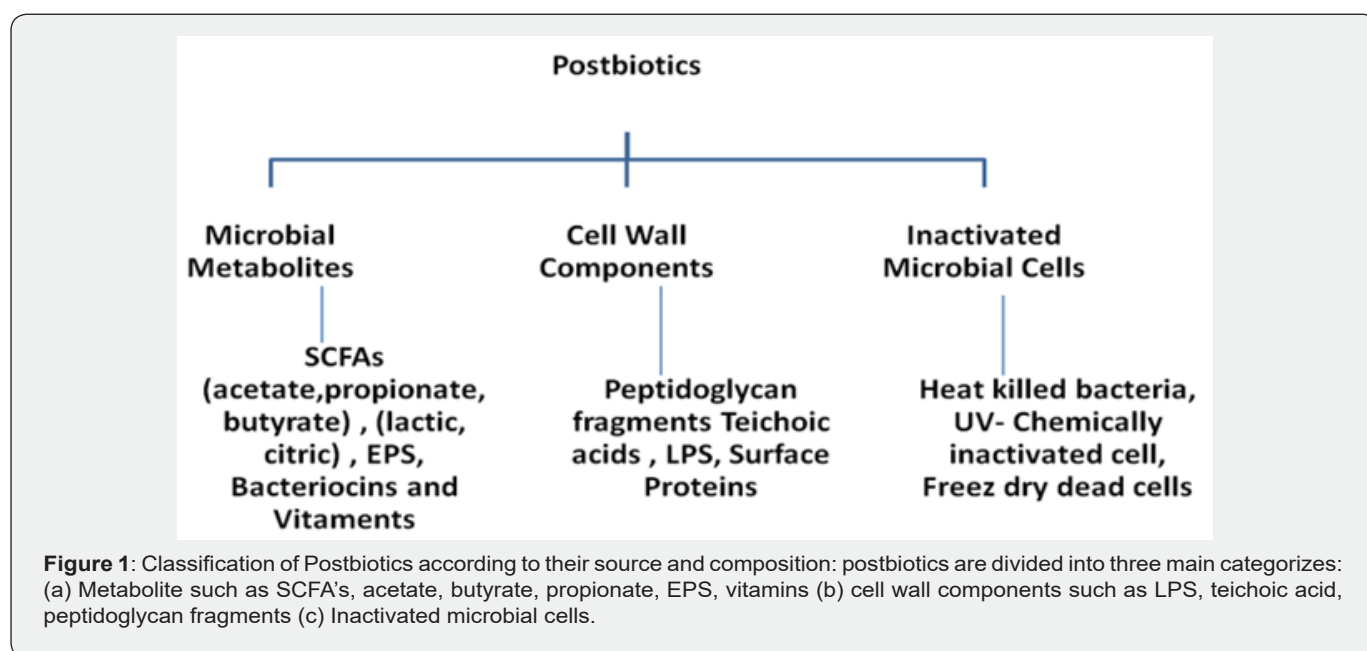 Postbiotics
Microbial
Metabolites
Cell Wall
Components
Inactivated
Microbial Cells
SCFAs
(acetate,propionate,
butyrate) , (lactic,
citric) , EPS,
Bacteriocins and
Vitaments
Peptidoglycan
fragments Teichoic
acids , LPS, Surface
Proteins
Heat killed bacteria,
UV- Chemically
inactivated cell,
Freez dry dead cells
Figure 1: Classification of Postbiotics according to their source and composition: postbiotics are divided into three main categorizes:
(a) Metabolite such as SCFA's, acetate, butyrate, propionate, EPS, vitamins (b) cell wall components such as LPS, teichoic acid,
peptidoglycan fragments (c) Inactivated microbial cells.